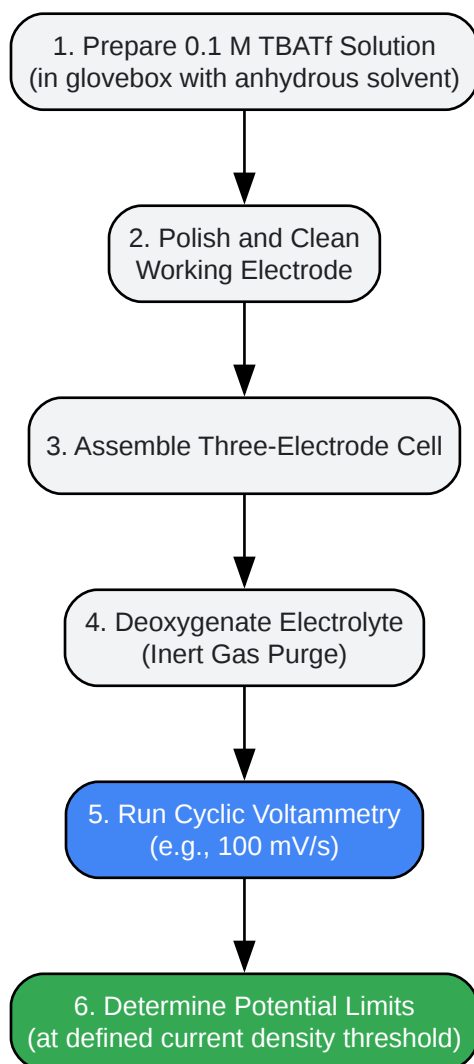 1. Prepare 0.1 M TBATf Solution
(in glovebox with anhydrous solvent)
2. Polish and Clean
Working Electrode
3. Assemble Three-Electrode Cell
4. Deoxygenate Electrolyte
(Inert Gas Purge)
5. Run Cyclic Voltammetry
(e.g., 100 mV/s)
6. Determine Potential Limits
(at defined current density threshold)